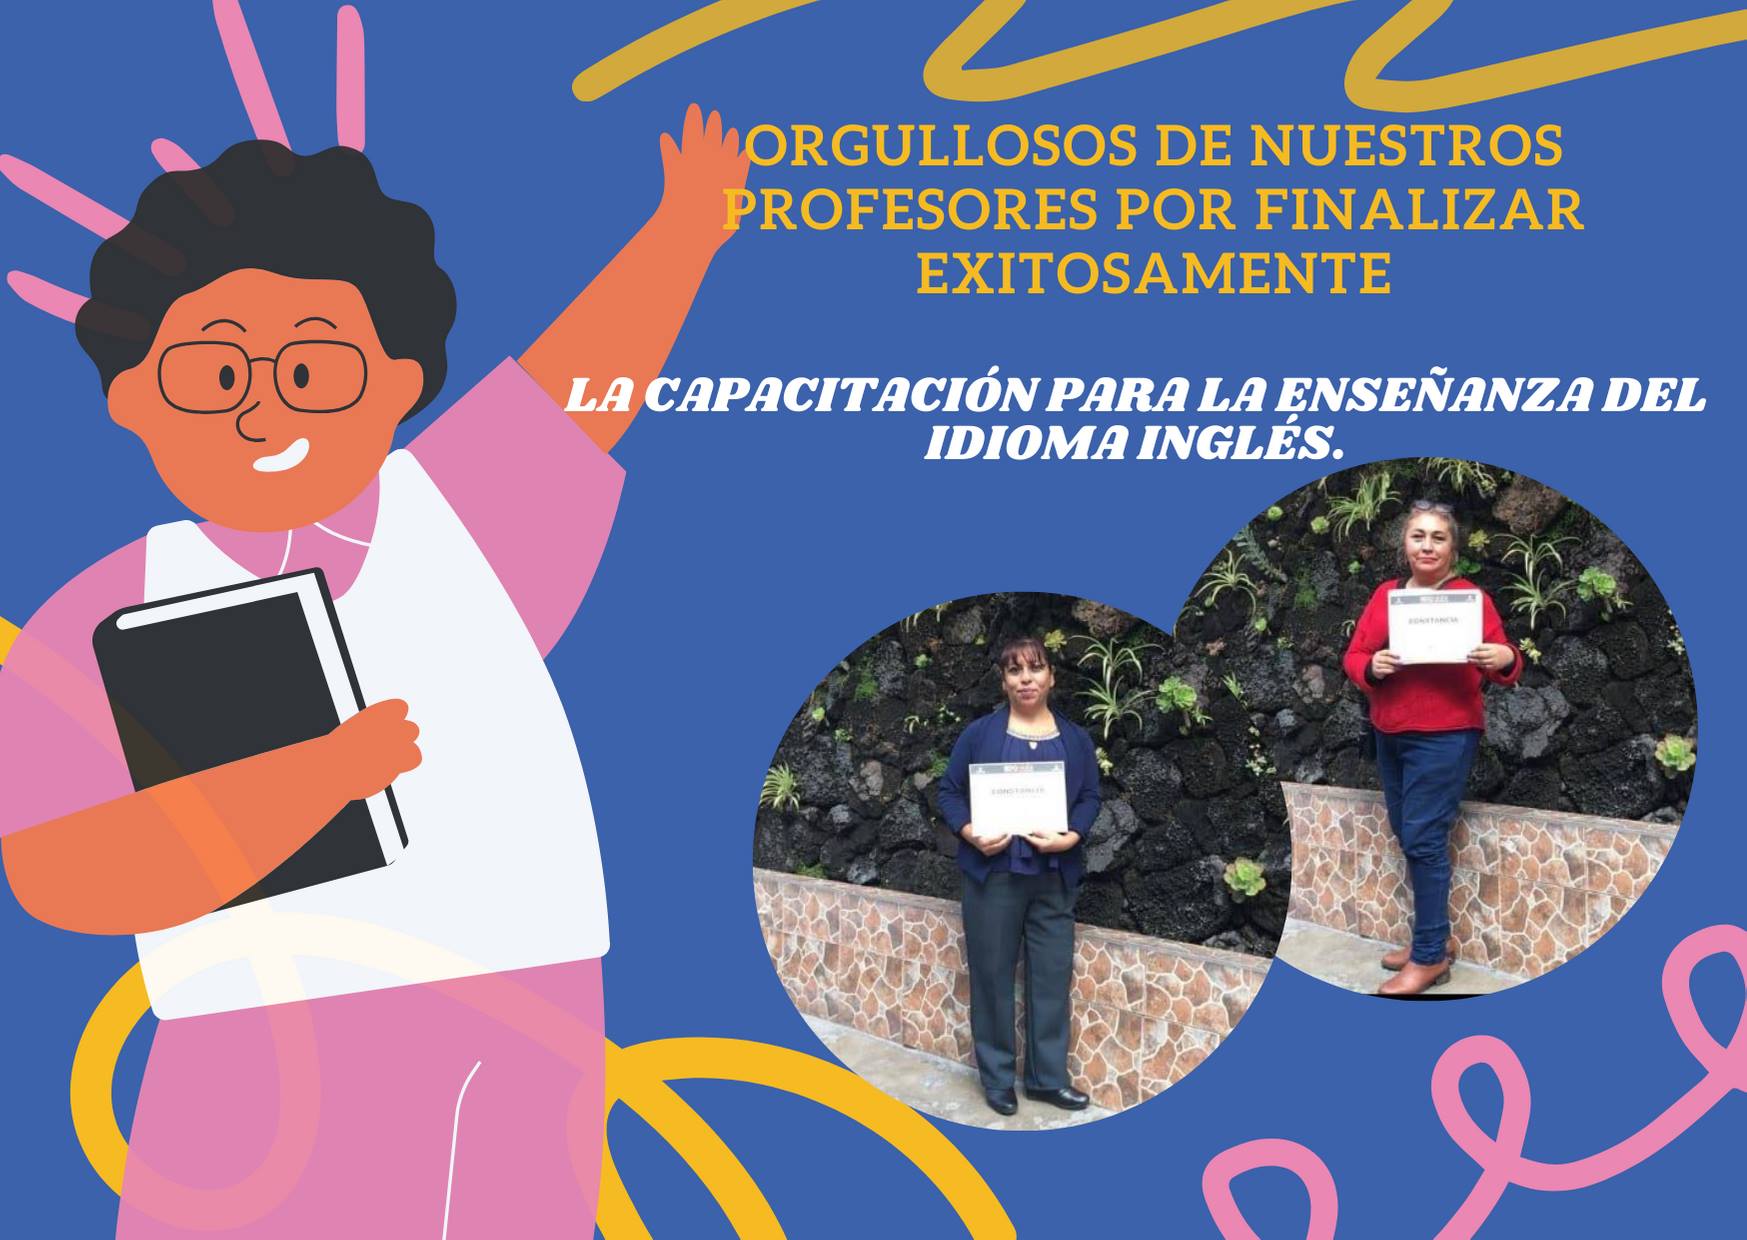 ORGULLOSOS DE NUESTROS
PROFESORES POR FINALIZAR
EXITOSAMENTE
LA CAPACITACIÓN PARA LA ENSEÑANZA DEL
IDIOMA INGLÉS.
CONSTANCIA
CONSTANCIA